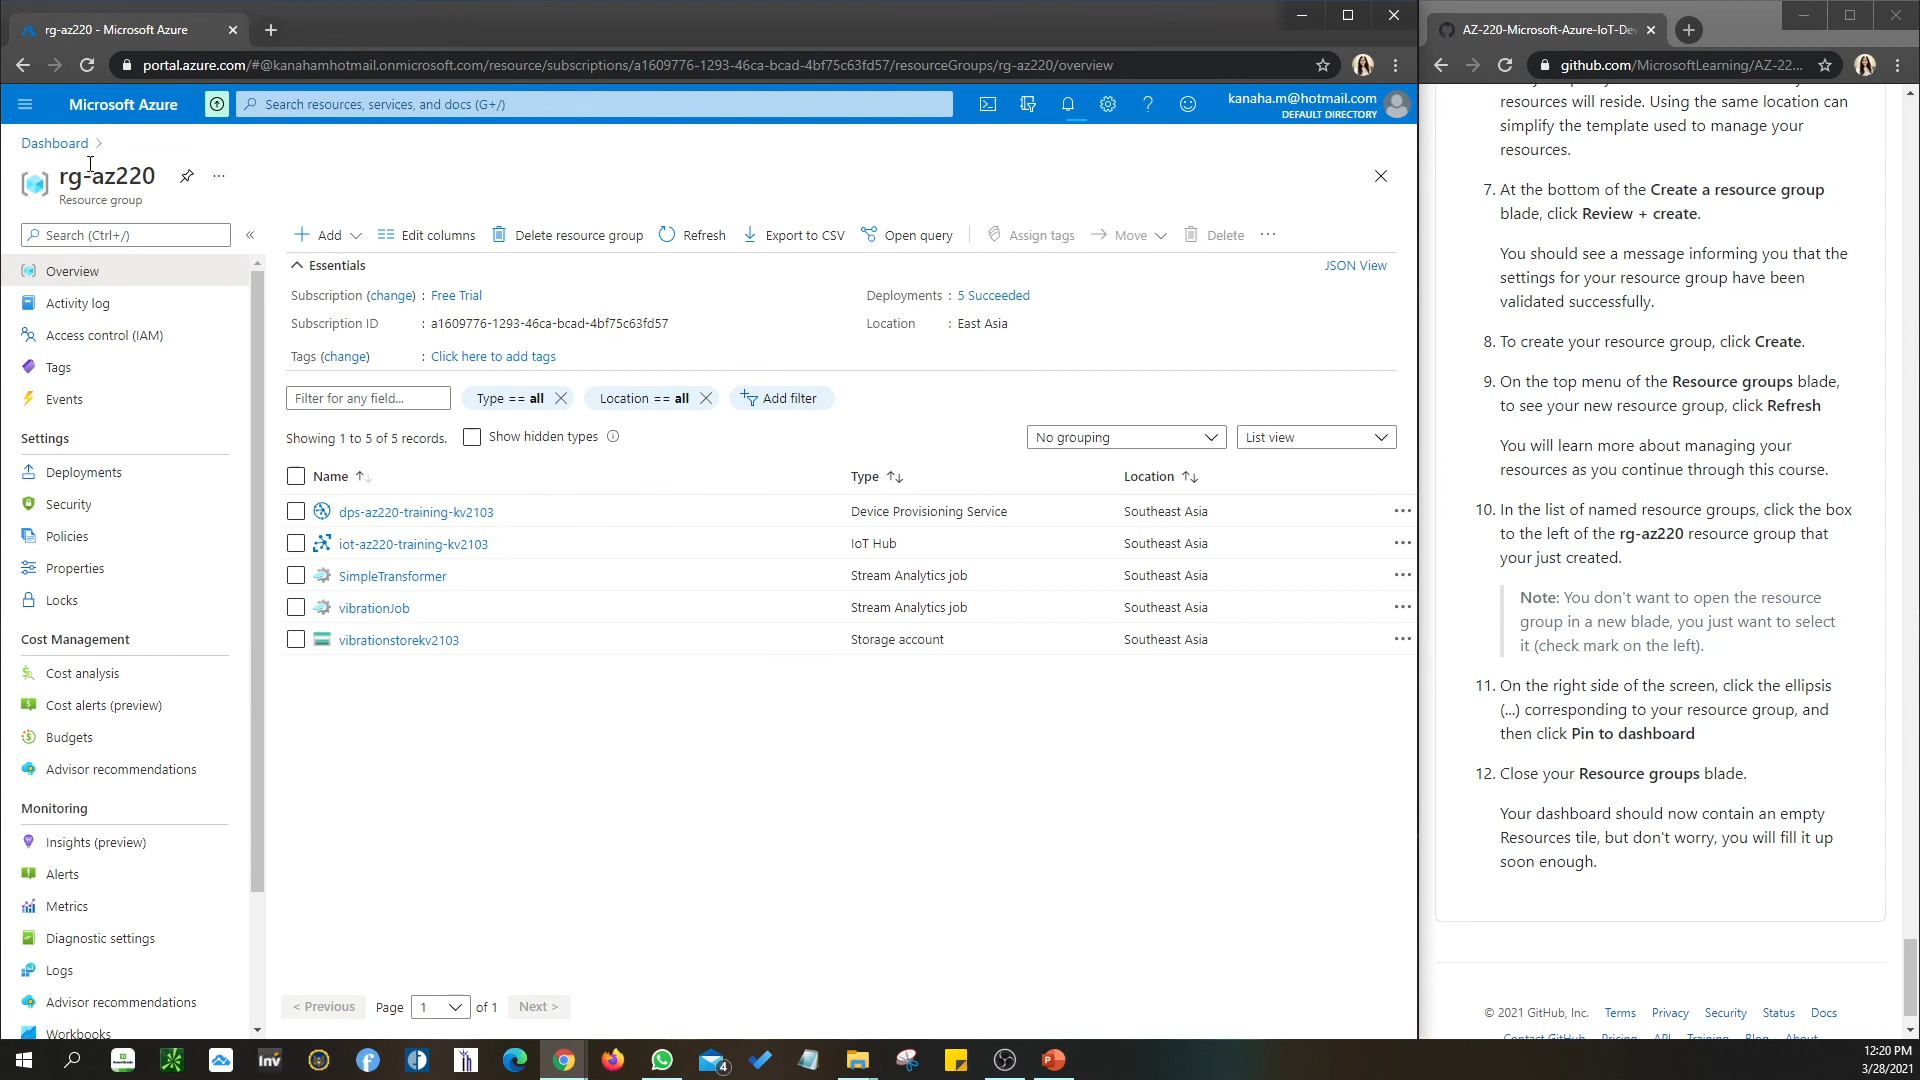 rg-az220 - Microsoft Azure
portal.azure.com/#@kanahamhotmail.onmicrosoft.com/resource/subscriptions/a1609776-1293-46ca-bcad-4bf75c63fd57/resourceGroups/rg-az220/overview
Microsoft Azure
Search resources, services, and docs (G+/)
kanaha.m@hotmail.com
DEFAULT DIRECTORY
Dashboard
rg-az220
Resource group
Search (Ctrl+/)
Overview
Activity log
Access control (IAM)
Tags
Events
Settings
Deployments
Security
Policies
Properties
Locks
Cost Management
Cost analysis
Cost alerts (preview)
Budgets
Advisor recommendations
Monitoring
Insights (preview)
Alerts
Metrics
Diagnostic settings
Logs
Advisor recommendations
Workbooks
Add Edit columns Delete resource group Refresh Export to CSV Open query Assign tags Move Delete ...
Essentials JSON View
Subscription (change) : Free Trial Deployments : 5 Succeeded
Subscription ID : a1609776-1293-46ca-bcad-4bf75c63fd57 Location : East Asia
Tags (change) : Click here to add tags
Filter for any field... Type == all Location == all Add filter
Showing 1 to 5 of 5 records. Show hidden types No grouping List view
Name Type Location
dps-az220-training-kv2103 Device Provisioning Service Southeast Asia
iot-az220-training-kv2103 IoT Hub Southeast Asia
SimpleTransformer Stream Analytics job Southeast Asia
vibrationJob Stream Analytics job Southeast Asia
vibrationstorekv2103 Storage account Southeast Asia
< Previous Page 1 of 1 Next >
AZ-220-Microsoft-Azure-IoT-De
github.com/MicrosoftLearning/AZ-22...
resources will reside. Using the same location can
simplify the template used to manage your
resources.
7. At the bottom of the Create a resource group
blade, click Review + create.
You should see a message informing you that the
settings for your resource group have been
validated successfully.
8. To create your resource group, click Create.
9. On the top menu of the Resource groups blade,
to see your new resource group, click Refresh
You will learn more about managing your
resources as you continue through this course.
10. In the list of named resource groups, click the box
to the left of the rg-az220 resource group that
your just created.
Note: You don't want to open the resource
group in a new blade, you just want to select
it (check mark on the left).
11. On the right side of the screen, click the ellipsis
(...) corresponding to your resource group, and
then click Pin to dashboard
12. Close your Resource groups blade.
Your dashboard should now contain an empty
Resources tile, but don't worry, you will fill it up
soon enough.
© 2021 GitHub, Inc. Terms Privacy Security Status Docs
Contact GitHub Pricing API Training Blog About
Inv
4
12:20 PM
3/28/2021